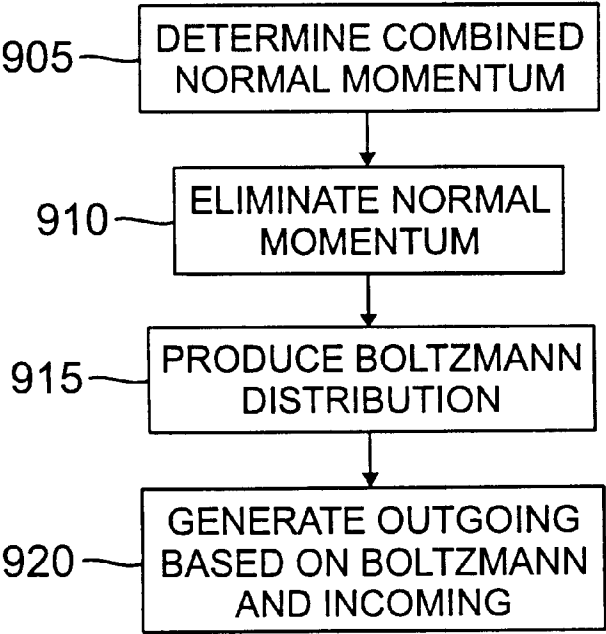 905
DETERMINE COMBINED
NORMAL MOMENTUM
910
ELIMINATE NORMAL
MOMENTUM
915
PRODUCE BOLTZMANN
DISTRIBUTION
920
GENERATE OUTGOING
BASED ON BOLTZMANN
AND INCOMING